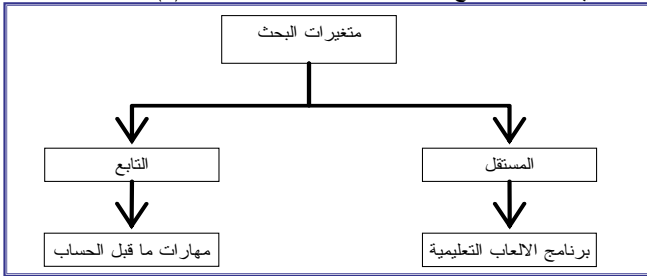 متغيرات البحث
المستقل
التابع
برنامج الالعاب التعليمية
مهارات ما قبل الحساب